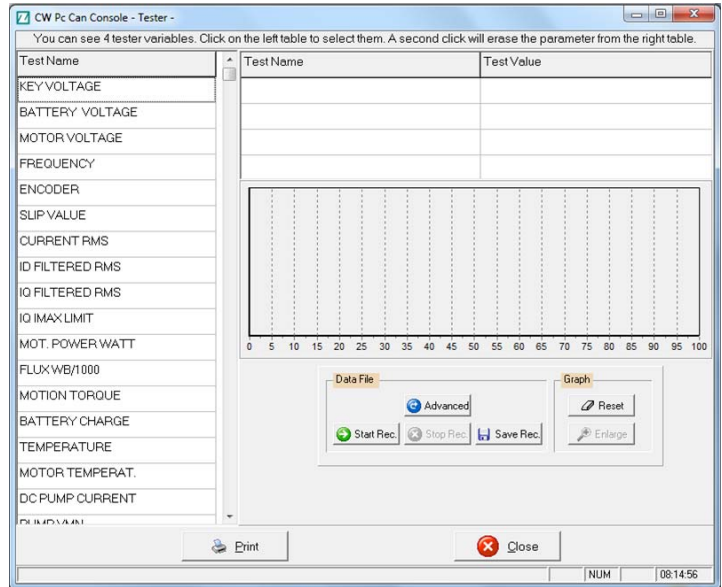 CW Pc Can Console - Tester -
You can see 4 tester variables. Click on the left table to select them. A second click will erase the parameter from the right table.
Test Name
KEY VOLTAGE
BATTERY VOLTAGE
MOTOR VOLTAGE
FREQUENCY
ENCODER
SLIP VALUE
CURRENT RMS
ID FILTERED RMS
IQ FILTERED RMS
IQ IMAX LIMIT
MOT. POWER WATT
FLUX WB/1000
MOTION TORQUE
BATTERY CHARGE
TEMPERATURE
MOTOR TEMPERAT.
DC PUMP CURRENT
PUMP VMN
Test Name Test Value
0 5 10 15 20 25 30 35 40 45 50 55 60 65 70 75 80 85 90 95 100
Data File
Advanced
Start Rec. Stop Rec. Save Rec.
Graph
Reset
Enlarge
Print
Close
NUM 08:14:56